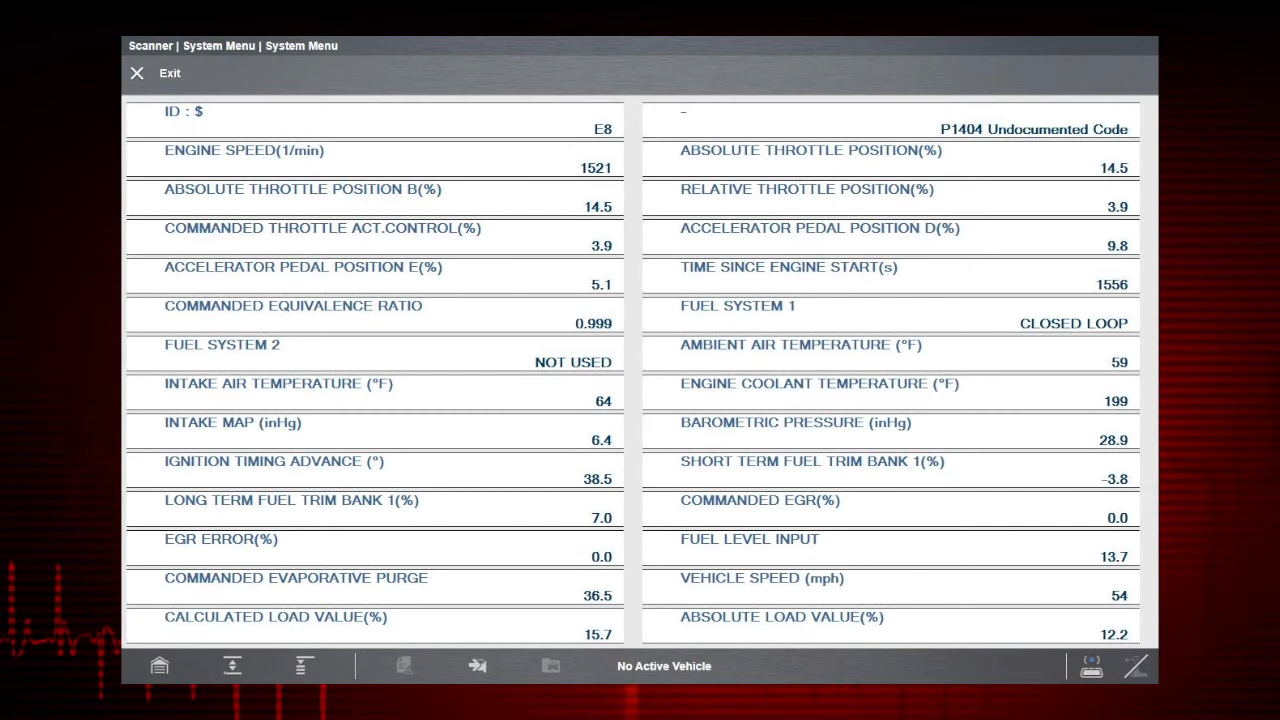 Scanner | System Menu | System Menu
Exit
ID : $
E8
–
P1404 Undocumented Code
ENGINE SPEED(1/min)
1521
ABSOLUTE THROTTLE POSITION(%)
14.5
ABSOLUTE THROTTLE POSITION B(%)
14.5
RELATIVE THROTTLE POSITION(%)
3.9
COMMANDED THROTTLE ACT.CONTROL(%)
3.9
ACCELERATOR PEDAL POSITION D(%)
9.8
ACCELERATOR PEDAL POSITION E(%)
5.1
TIME SINCE ENGINE START(s)
1556
COMMANDED EQUIVALENCE RATIO
0.999
FUEL SYSTEM 1
CLOSED LOOP
FUEL SYSTEM 2
NOT USED
AMBIENT AIR TEMPERATURE (°F)
59
INTAKE AIR TEMPERATURE (°F)
64
ENGINE COOLANT TEMPERATURE (°F)
199
INTAKE MAP (inHg)
6.4
BAROMETRIC PRESSURE (inHg)
28.9
IGNITION TIMING ADVANCE (°)
38.5
SHORT TERM FUEL TRIM BANK 1(%)
-3.8
LONG TERM FUEL TRIM BANK 1(%)
7.0
COMMANDED EGR(%)
0.0
EGR ERROR(%)
0.0
FUEL LEVEL INPUT
13.7
COMMANDED EVAPORATIVE PURGE
36.5
VEHICLE SPEED (mph)
54
CALCULATED LOAD VALUE(%)
15.7
ABSOLUTE LOAD VALUE(%)
12.2
No Active Vehicle